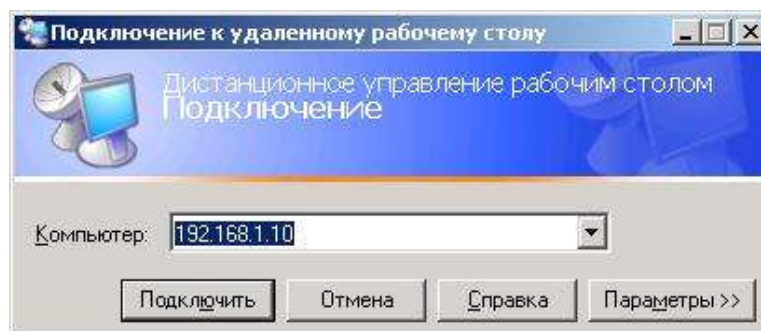 Подключение к удаленному рабочему столу
Дистанционное управление рабочим столом
Подключение
Компьютер: 192.168.1.10
Подключить Отмена Справка Параметры >>